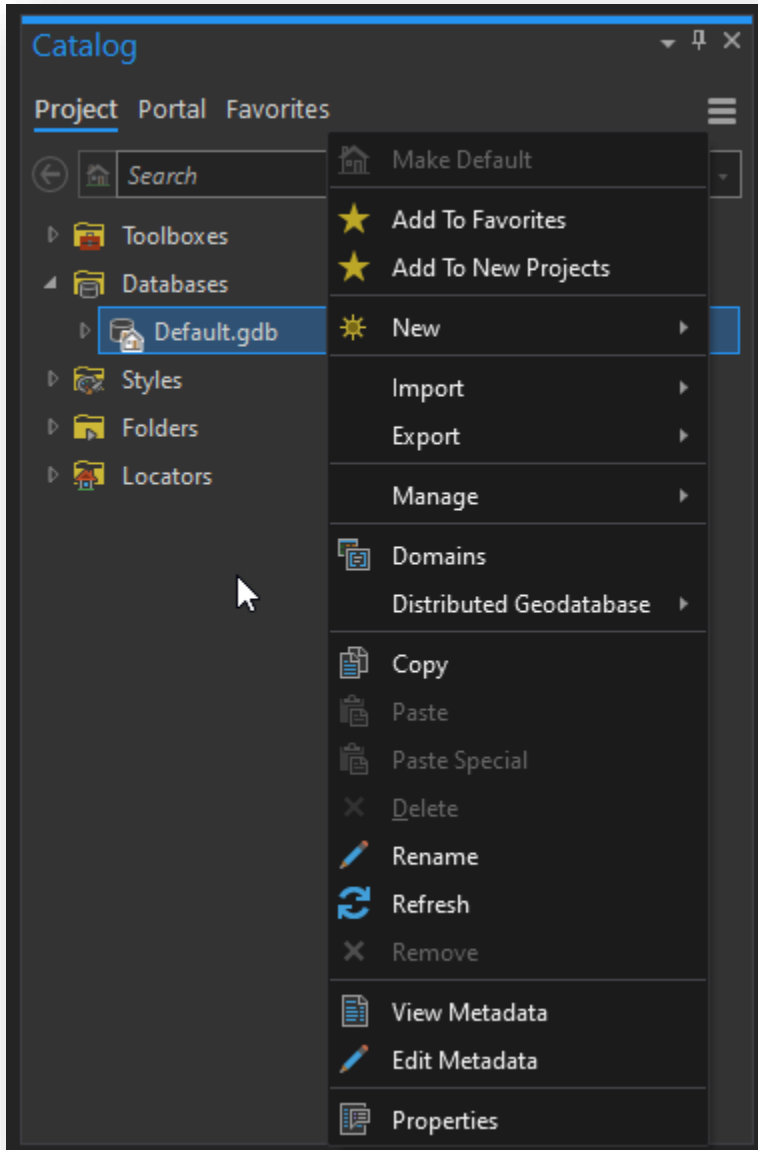 Catalog
Project Portal Favorites
Search
Toolboxes
Databases
Default.gdb
Styles
Folders
Locators
Make Default
Add To Favorites
Add To New Projects
New
Import
Export
Manage
Domains
Distributed Geodatabase
Copy
Paste
Paste Special
Delete
Rename
Refresh
Remove
View Metadata
Edit Metadata
Properties